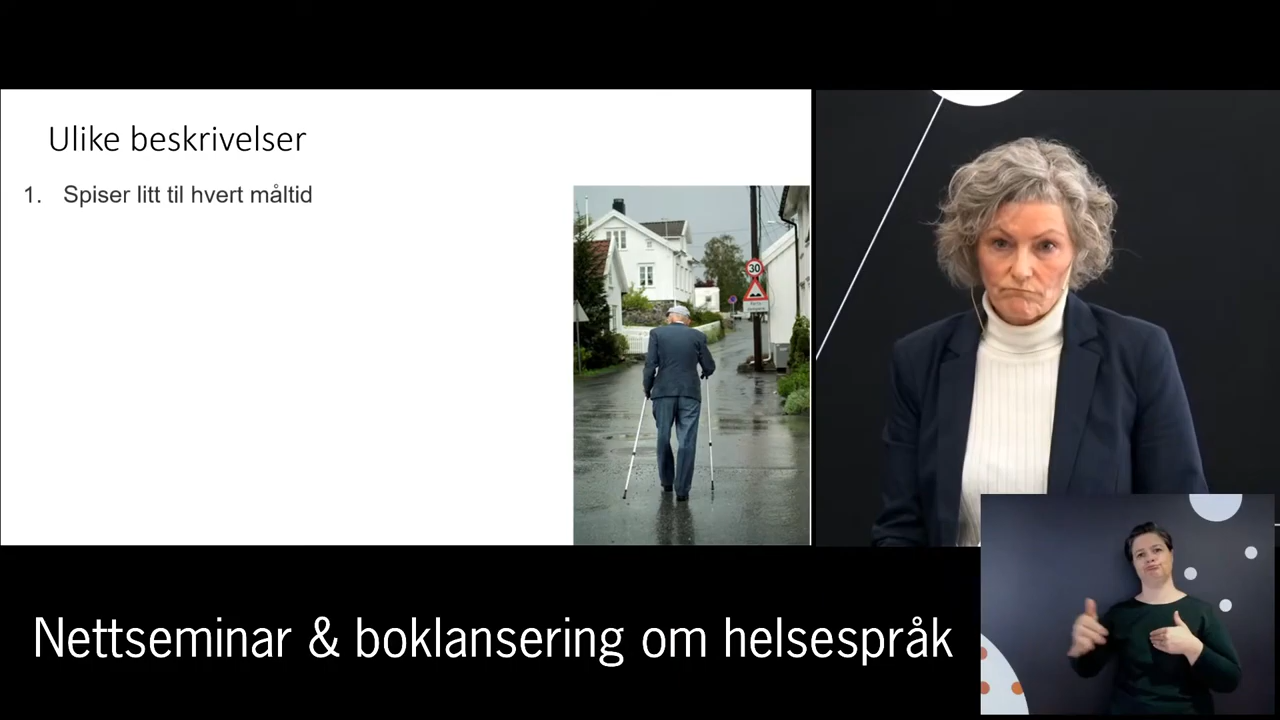 Ulike beskrivelser
1. Spiser litt til hvert måltid
30
Nettseminar & boklansering om helsespråk